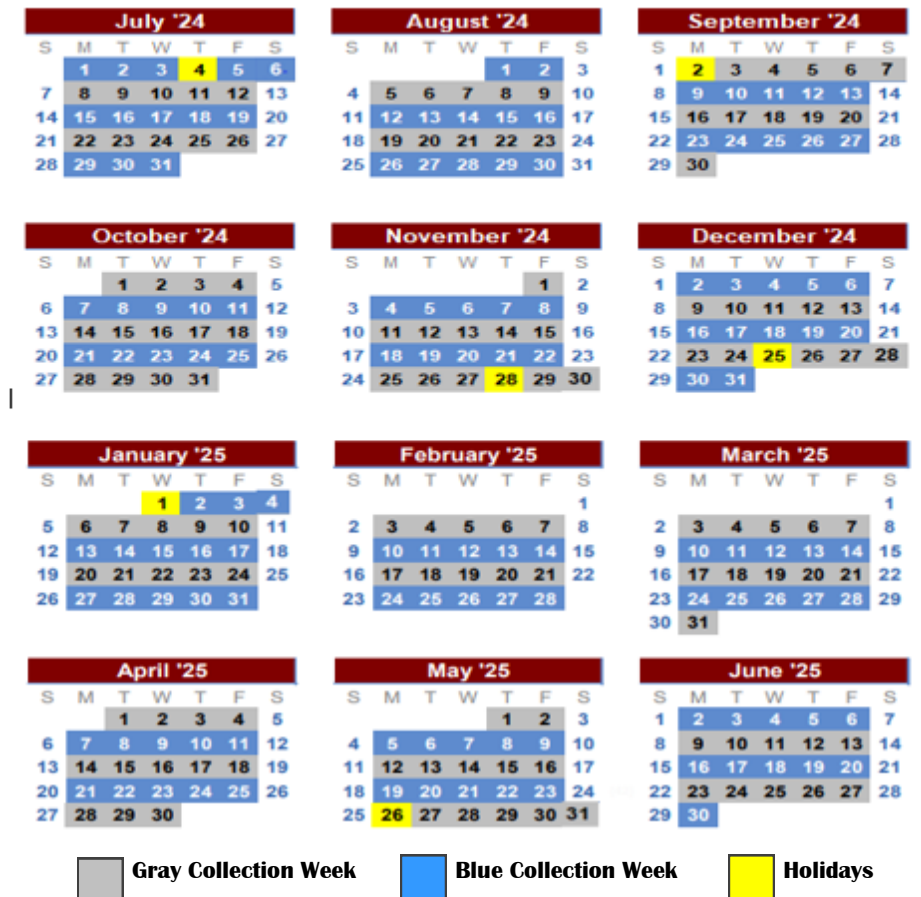 July '24 August '24 September '24
S M T W T F S S M T W T F S S M T W T F S
1 2 3 4 5 6 1 2 3 1 2 3 4 5 6 7
7 8 9 10 11 12 13 4 5 6 7 8 9 10 8 9 10 11 12 13 14
14 15 16 17 18 19 20 11 12 13 14 15 16 17 15 16 17 18 19 20 21
21 22 23 24 25 26 27 18 19 20 21 22 23 24 22 23 24 25 26 27 28
28 29 30 31 25 26 27 28 29 30 31 29 30
October '24 November '24 December '24
S M T W T F S S M T W T F S S M T W T F S
1 2 3 4 5 1 2 1 2 3 4 5 6 7
6 7 8 9 10 11 12 3 4 5 6 7 8 9 8 9 10 11 12 13 14
13 14 15 16 17 18 19 10 11 12 13 14 15 16 15 16 17 18 19 20 21
20 21 22 23 24 25 26 17 18 19 20 21 22 23 22 23 24 25 26 27 28
27 28 29 30 31 24 25 26 27 28 29 30 29 30 31
January '25 February '25 March '25
S M T W T F S S M T W T F S S M T W T F S
1 2 3 4 1 1
5 6 7 8 9 10 11 2 3 4 5 6 7 8 2 3 4 5 6 7 8
12 13 14 15 16 17 18 9 10 11 12 13 14 15 9 10 11 12 13 14 15
19 20 21 22 23 24 25 16 17 18 19 20 21 22 16 17 18 19 20 21 22
26 27 28 29 30 31 23 24 25 26 27 28 23 24 25 26 27 28 29
30 31
April '25 May '25 June '25
S M T W T F S S M T W T F S S M T W T F S
1 2 3 4 5 1 2 3 1 2 3 4 5 6 7
6 7 8 9 10 11 12 4 5 6 7 8 9 10 8 9 10 11 12 13 14
13 14 15 16 17 18 19 11 12 13 14 15 16 17 15 16 17 18 19 20 21
20 21 22 23 24 25 26 18 19 20 21 22 23 24 22 23 24 25 26 27 28
27 28 29 30 25 26 27 28 29 30 31 29 30
Gray Collection Week Blue Collection Week Holidays